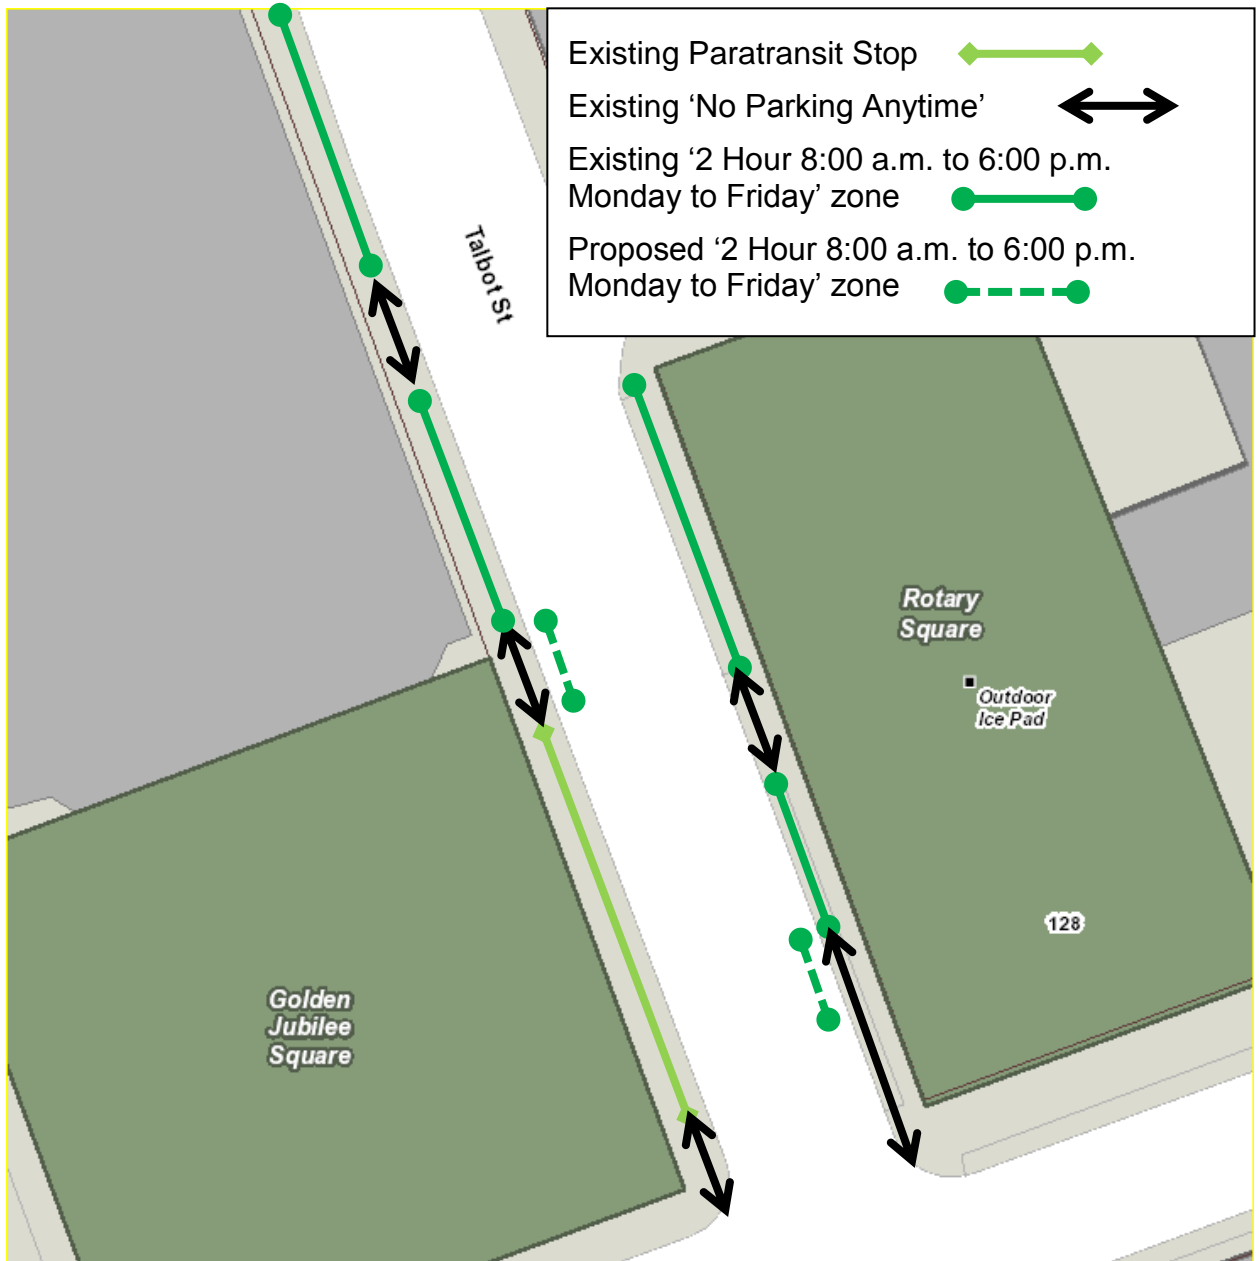 Existing Paratransit Stop
Existing ‘No Parking Anytime’
Existing ‘2 Hour 8:00 a.m. to 6:00 p.m.
Monday to Friday’ zone
Proposed ‘2 Hour 8:00 a.m. to 6:00 p.m.
Monday to Friday’ zone
Talbot St
Rotary
Square
Outdoor
Ice Pad
128
Golden
Jubilee
Square